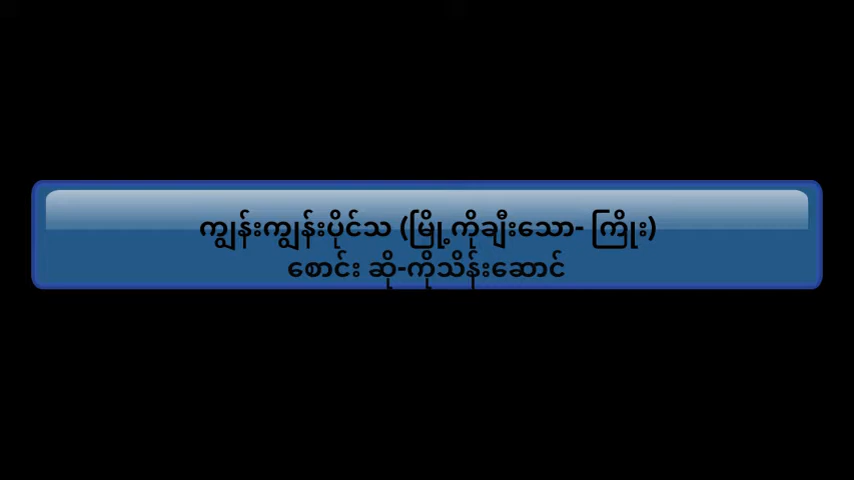 ကျွန်းကျွန်းပိုင်သ (မြို့ကိုချီးသော- ကြိုး)
စောင်း ဆို-ကိုသိန်းဆောင်